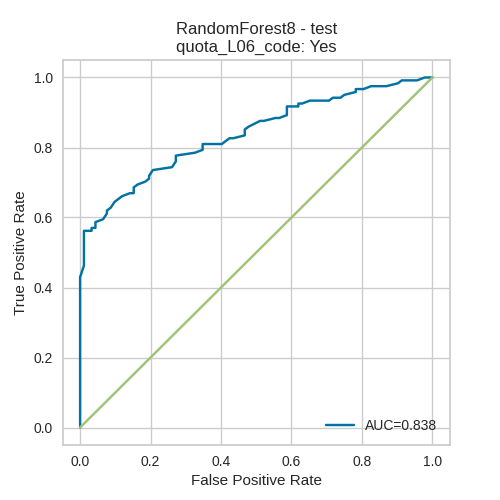 RandomForest8 - test
quota_L06_code: Yes
1.0
0.8
0.6
0.4
0.2
0.0
True Positive Rate
AUC=0.838
0.0 0.2 0.4 0.6 0.8 1.0
False Positive Rate